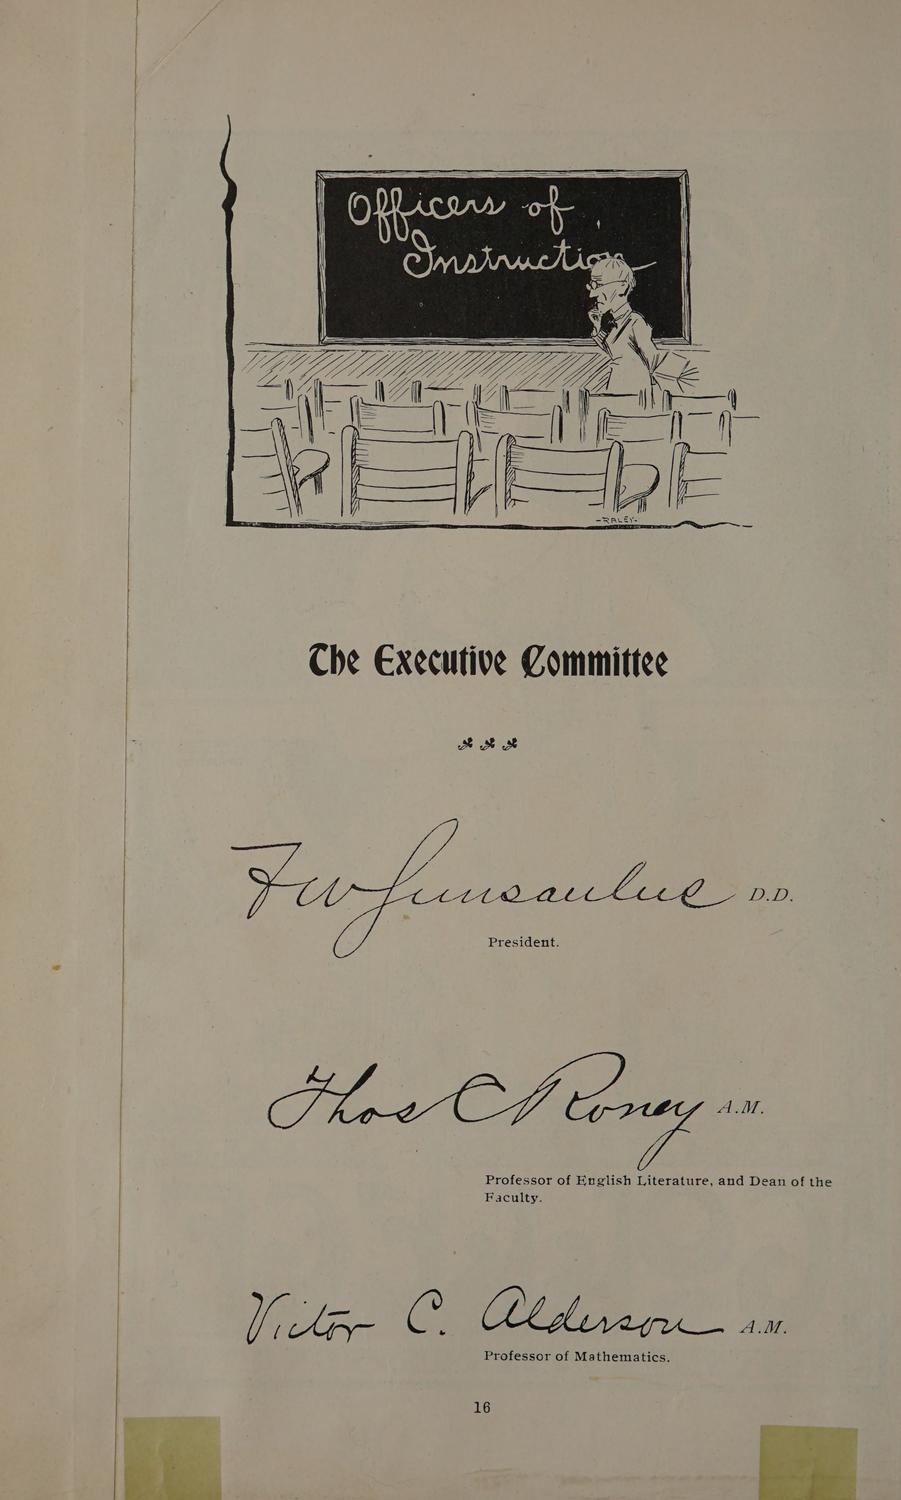 Officers of
Instruction
-RALEY-
The Executive Committee
FW Gunsaulus D.D.
President.
Thos C Roney A.M.
Professor of English Literature, and Dean of the
Faculty.
Victor C. Alderson A.M.
Professor of Mathematics.
16